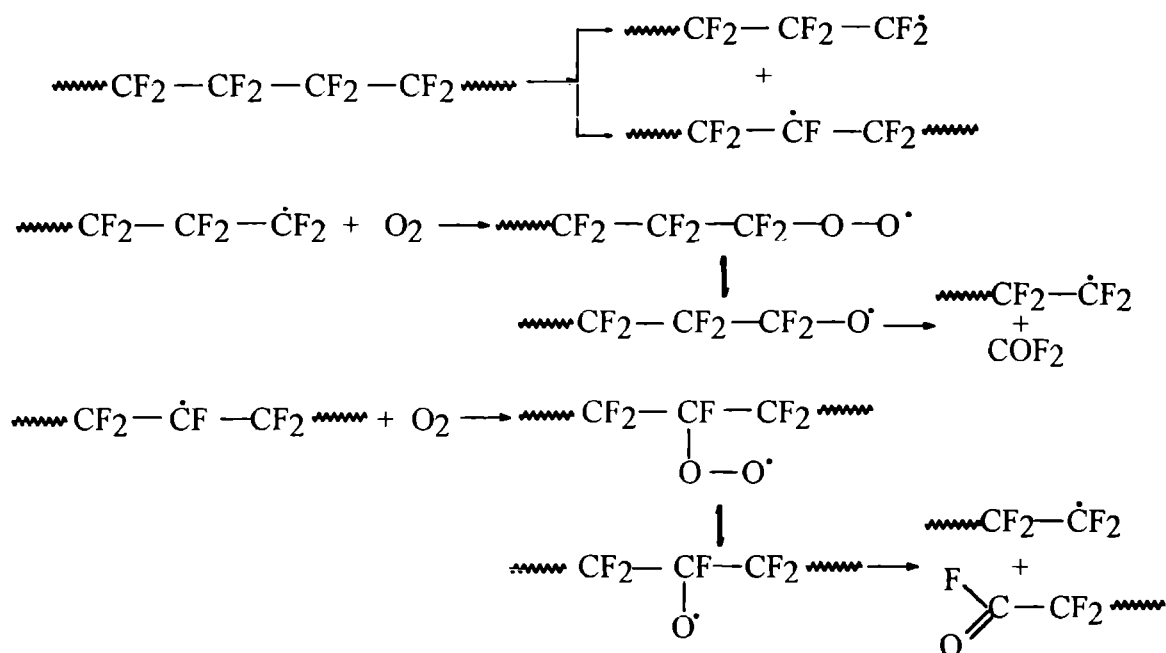 CF2—CF2—CF2•
+
CF2—CF2—CF2—CF2
CF2—ĊF—CF2
CF2—CF2—ĊF2 + O2 → CF2—CF2—CF2—O—O•
CF2—CF2—CF2—O• → CF2—ĊF2
+
COF2
CF2—ĊF—CF2 + O2 → CF2—CF—CF2
O—O•
CF2—CF—CF2 → CF2—ĊF2
+
O•
F
C—CF2
O